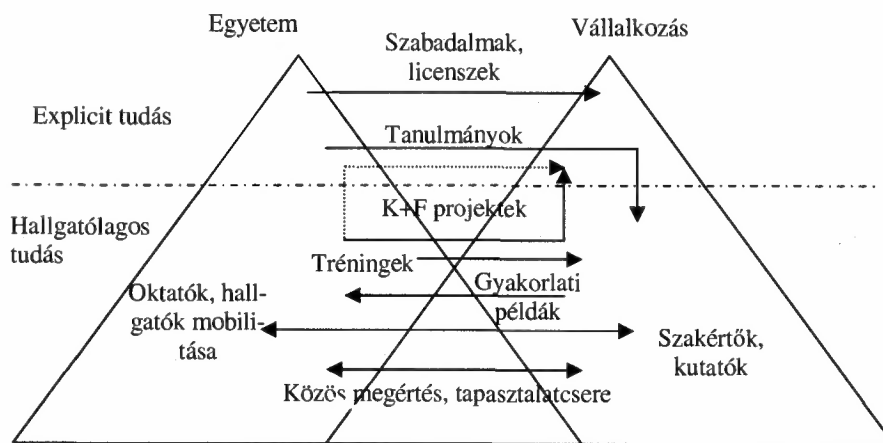 Egyetem
Vállalkozás
Szabadalmak,
licenszek
Explicit tudás
Tanulmányok
K+F projektek
Hallgatólagos
tudás
Tréningek
Gyakorlati
példák
Oktatók, hall-
gatók mobili-
tása
Szakértők,
kutatók
Közös megértés, tapasztalatcsere